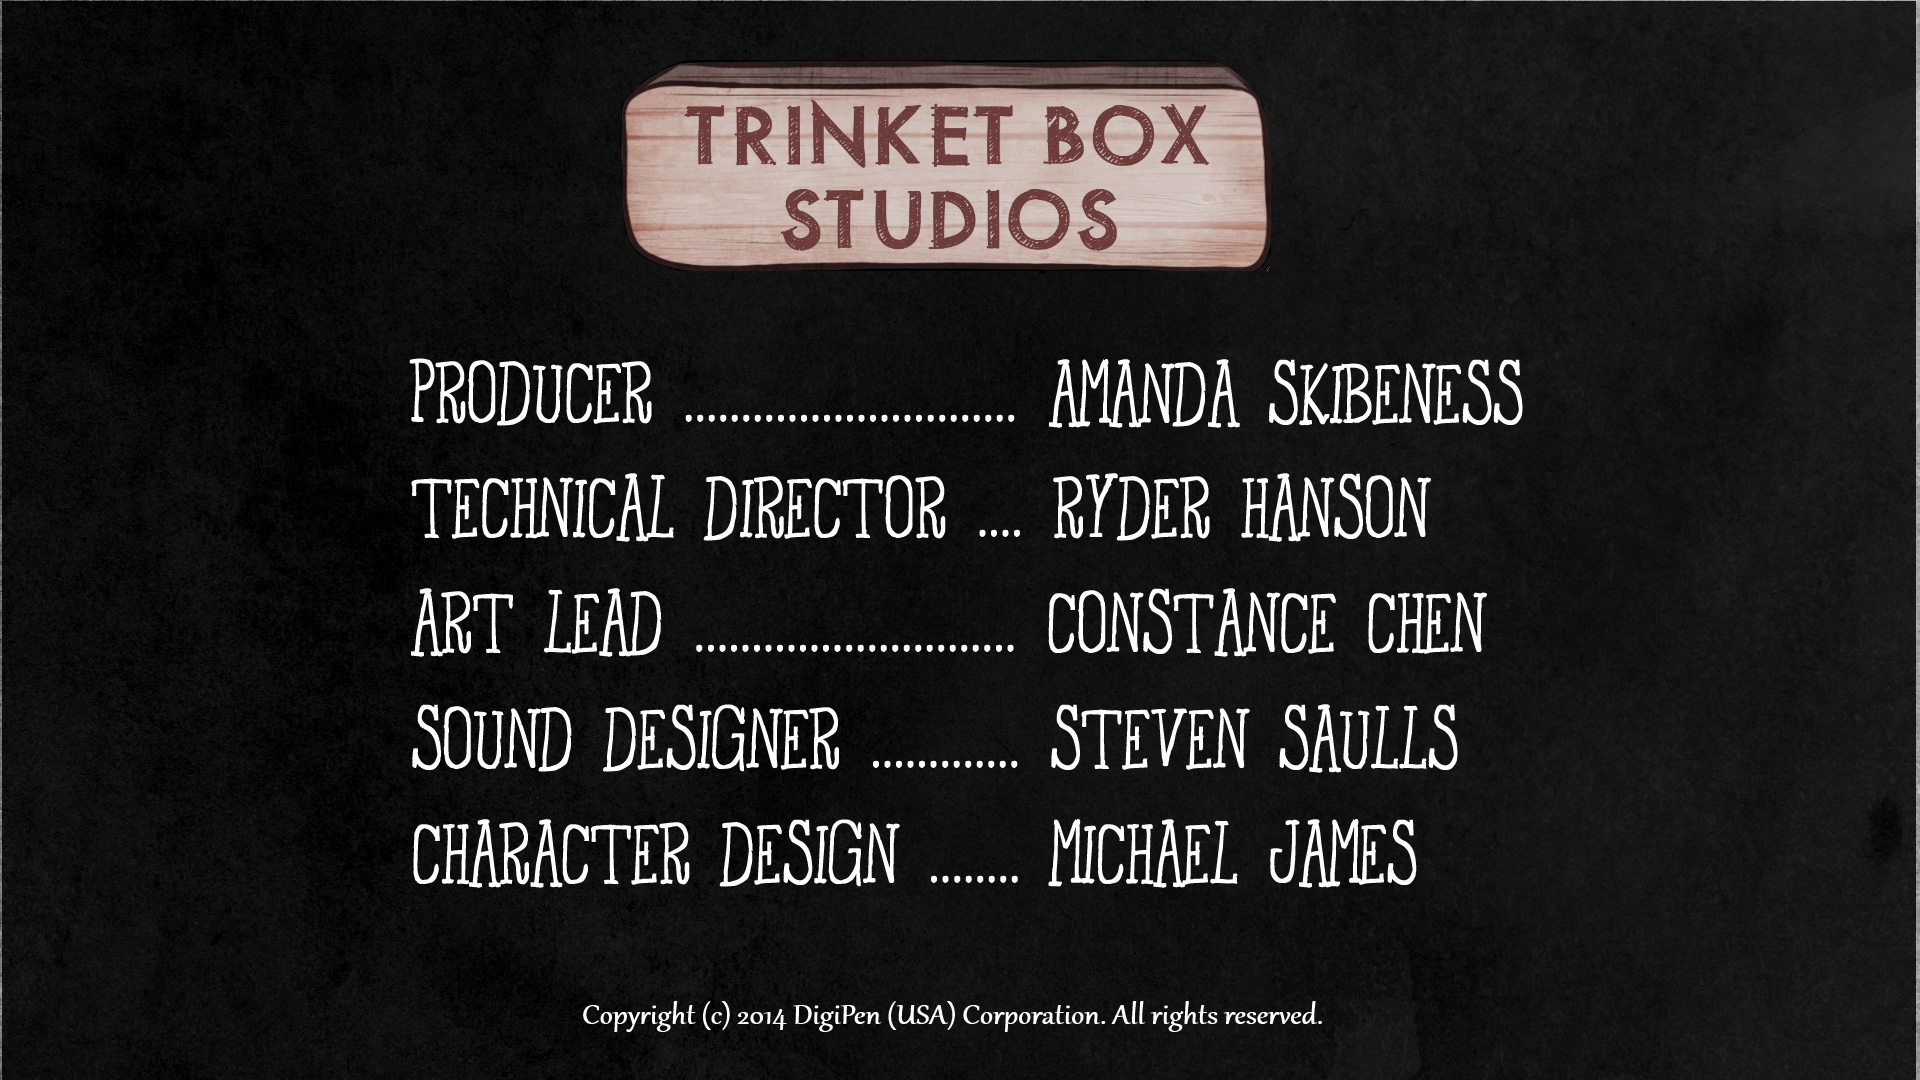 TRINKET BOX
STUDIOS
PRODUCER ............................. AMANDA SKIBENESS
TECHNICAL DIRECTOR .... RYDER HANSON
ART LEAD ............................ CONSTANCE CHEN
SOUND DESIGNER ............. STEVEN SAULLS
CHARACTER DESIGN ........ MICHAEL JAMES
Copyright (c) 2014 DigiPen (USA) Corporation. All rights reserved.